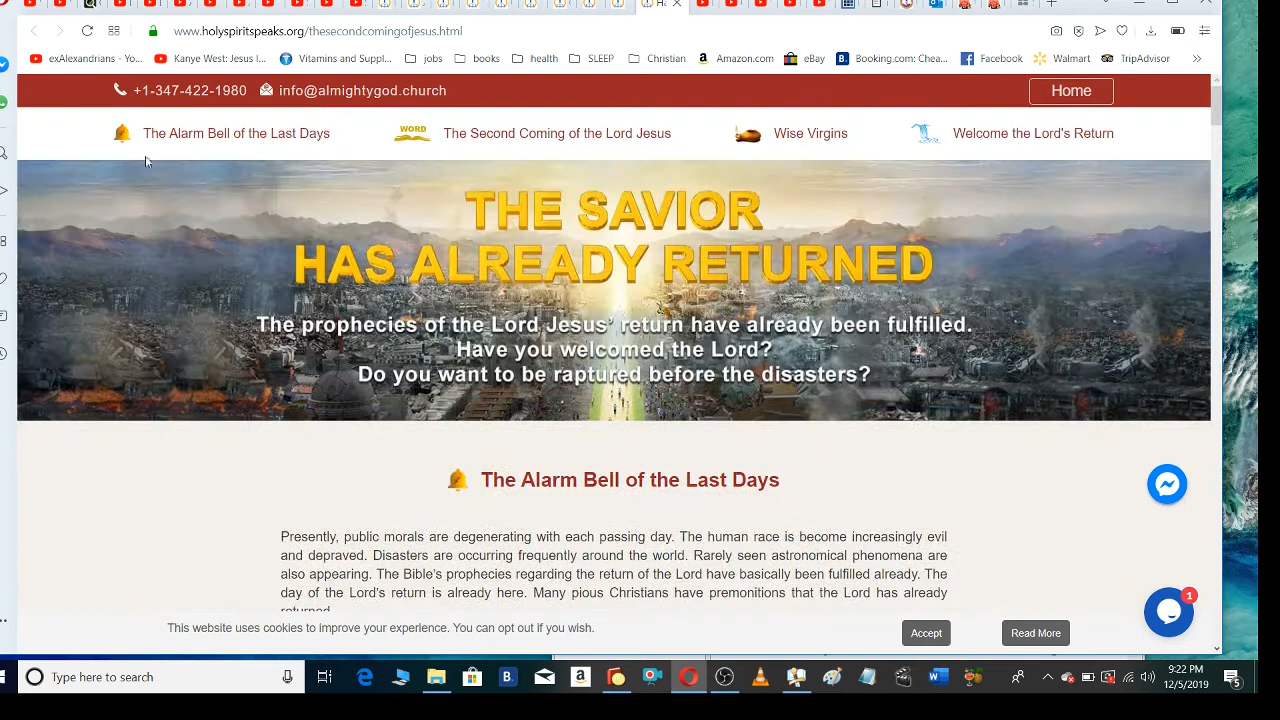 Ha
www.holyspiritspeaks.org/thesecondcomingofjesus.html
exAlexandrians - Yo... Kanye West: Jesus I... Vitamins and Suppl... jobs books health SLEEP Christian Amazon.com eBay Booking.com: Chea... Facebook Walmart TripAdvisor »
+1-347-422-1980 info@almightygod.church Home
The Alarm Bell of the Last Days WORD The Second Coming of the Lord Jesus Wise Virgins Welcome the Lord's Return
THE SAVIOR
HAS ALREADY RETURNED
The prophecies of the Lord Jesus' return have already been fulfilled.
Have you welcomed the Lord?
Do you want to be raptured before the disasters?
The Alarm Bell of the Last Days
Presently, public morals are degenerating with each passing day. The human race is become increasingly evil
and depraved. Disasters are occurring frequently around the world. Rarely seen astronomical phenomena are
also appearing. The Bible's prophecies regarding the return of the Lord have basically been fulfilled already. The
day of the Lord's return is already here. Many pious Christians have premonitions that the Lord has already
returned
1
This website uses cookies to improve your experience. You can opt out if you wish. Accept Read More
Type here to search
9:22 PM
12/5/2019
5